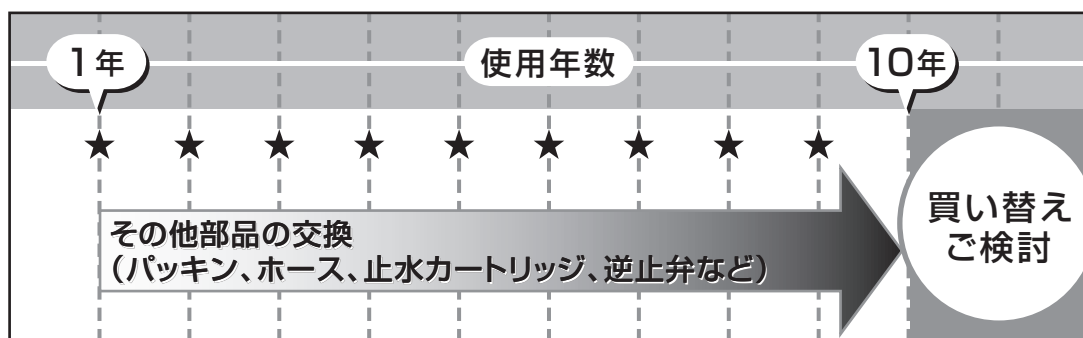 1年
使用年数
10年
★ ★ ★ ★ ★ ★ ★ ★ ★
その他部品の交換
（パッキン、ホース、止水カートリッジ、逆止弁など）
買い替え
ご検討